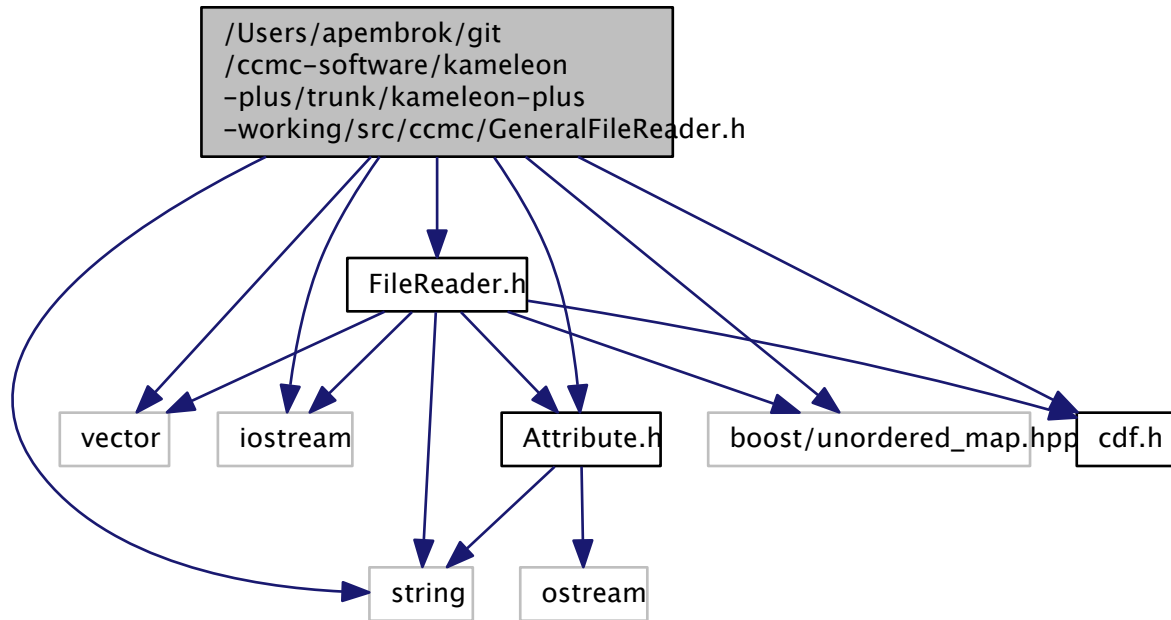 /Users/apembrok/git
/ccmc-software/kameleon
-plus/trunk/kameleon-plus
-working/src/ccmc/GeneralFileReader.h
FileReader.h
vector
iostream
Attribute.h
boost/unordered_map.hpp
cdf.h
string
ostream